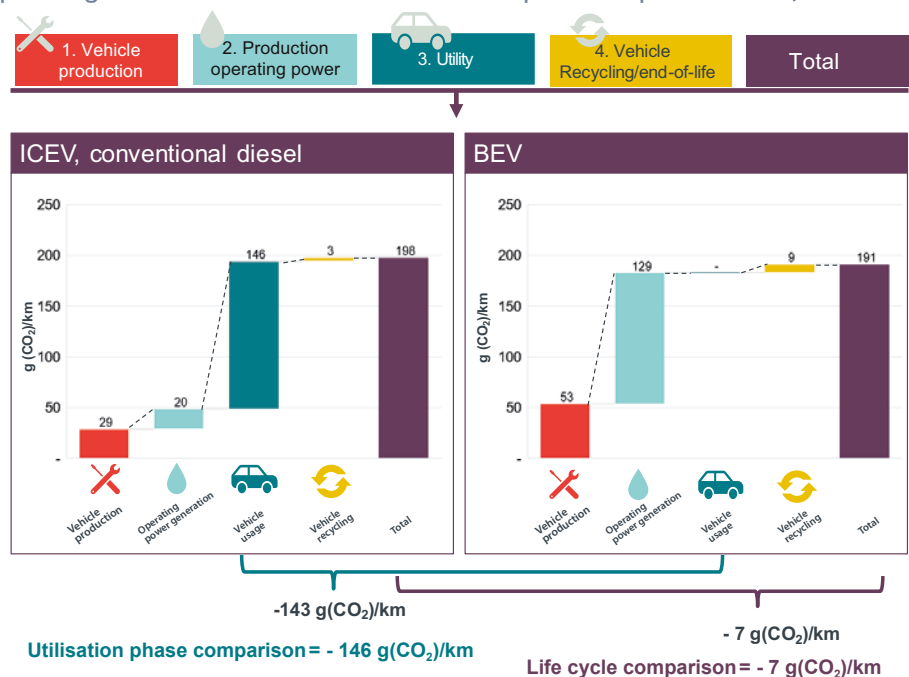 1. Vehicle
production
2. Production
operating power
3. Utility
4. Vehicle
Recycling/end-of-life
Total
ICEV, conventional diesel
250
200
150
100
50
-
g (CO₂)/km
29
20
146
3
198
Vehicle
production
Operating
power generation
Vehicle
usage
Vehicle
recycling
Total
BEV
250
200
150
100
50
-
g (CO₂)/km
53
129
-
9
191
Vehicle
production
Operating
power generation
Vehicle
usage
Vehicle
recycling
Total
-143 g(CO₂)/km
Utilisation phase comparison = - 146 g(CO₂)/km
- 7 g(CO₂)/km
Life cycle comparison = - 7 g(CO₂)/km